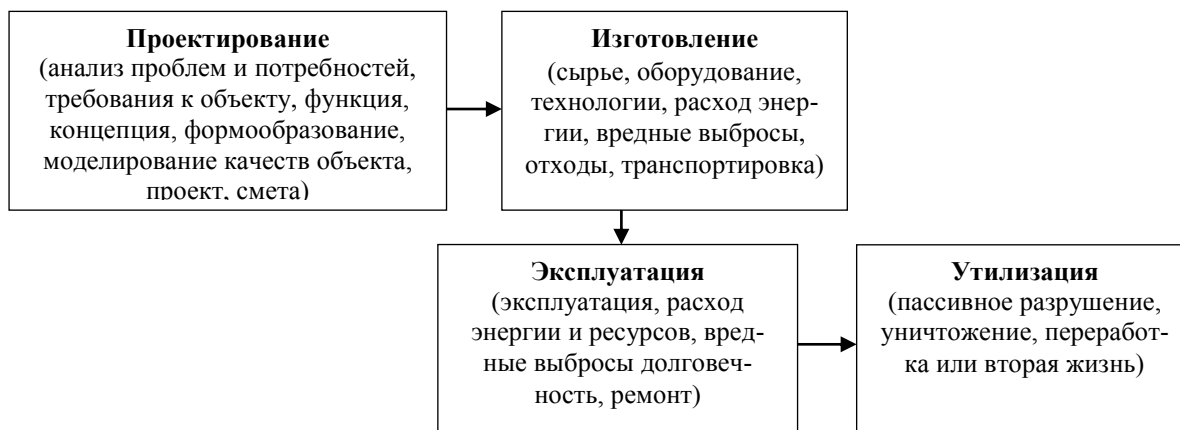 Проектирование
(анализ проблем и потребностей,
требования к объекту, функция,
концепция, формообразование,
моделирование качеств объекта,
проект, смета)
Изготовление
(сырье, оборудование,
технологии, расход энер-
гии, вредные выбросы,
отходы, транспортировка)
Эксплуатация
(эксплуатация, расход
энергии и ресурсов, вред-
ные выбросы долговеч-
ность, ремонт)
Утилизация
(пассивное разрушение,
уничтожение, переработ-
ка или вторая жизнь)